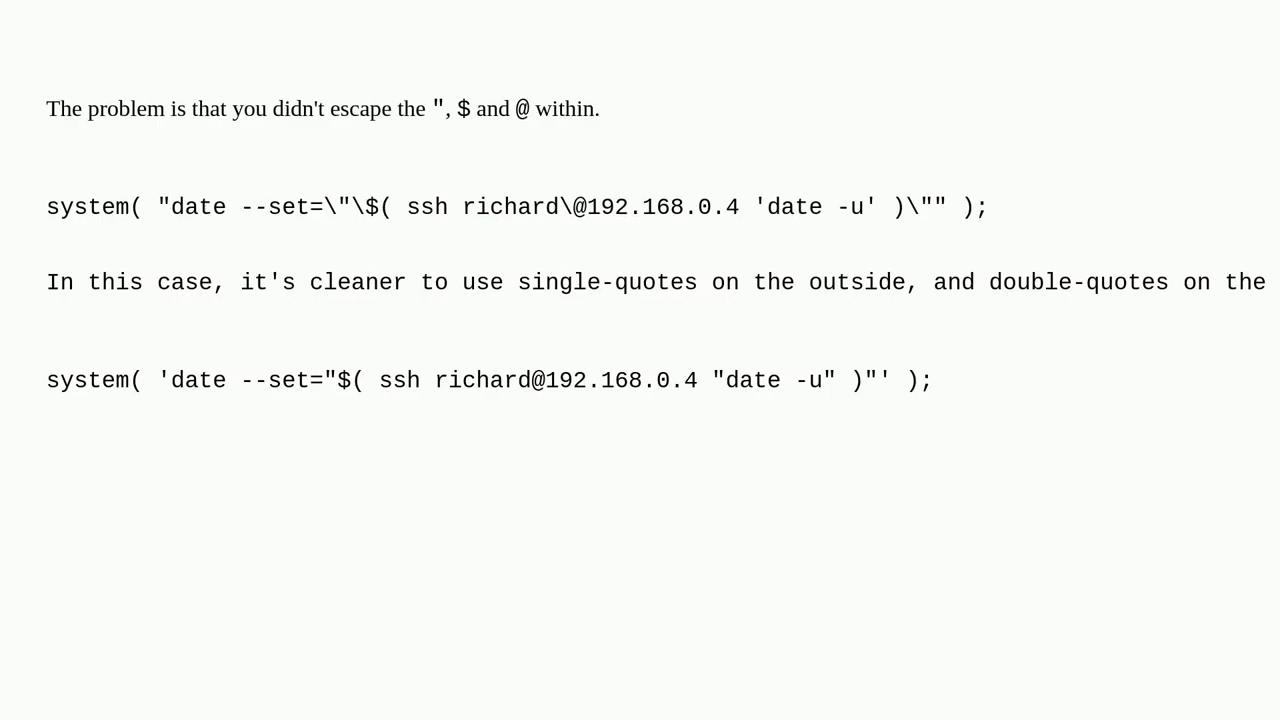 The problem is that you didn't escape the ", $ and @ within.
system( "date --set=\"\$( ssh richard\@192.168.0.4 'date -u' )\"" );
In this case, it's cleaner to use single-quotes on the outside, and double-quotes on the
system( 'date --set="$( ssh richard@192.168.0.4 "date -u" )"' );